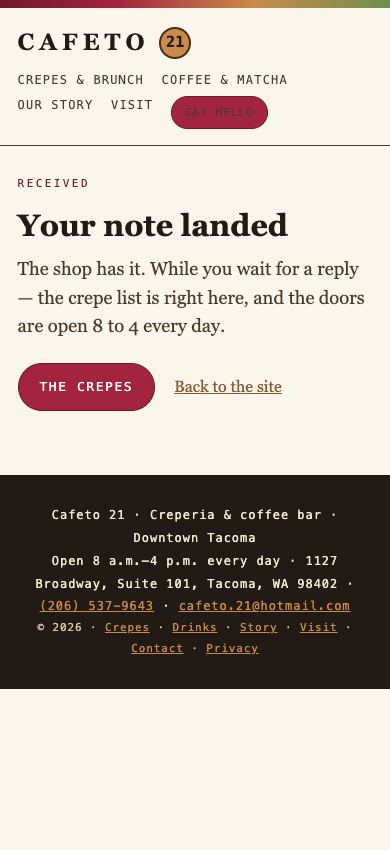 CAFETO 21
CREPES & BRUNCH COFFEE & MATCHA
OUR STORY VISIT SAY HELLO
RECEIVED
Your note landed
The shop has it. While you wait for a reply
— the crepe list is right here, and the doors
are open 8 to 4 every day.
THE CREPES Back to the site
Cafeto 21 · Creperia & coffee bar ·
Downtown Tacoma
Open 8 a.m.–4 p.m. every day · 1127
Broadway, Suite 101, Tacoma, WA 98402 ·
(206) 537-9643 · cafeto.21@hotmail.com
© 2026 · Crepes · Drinks · Story · Visit ·
Contact · Privacy